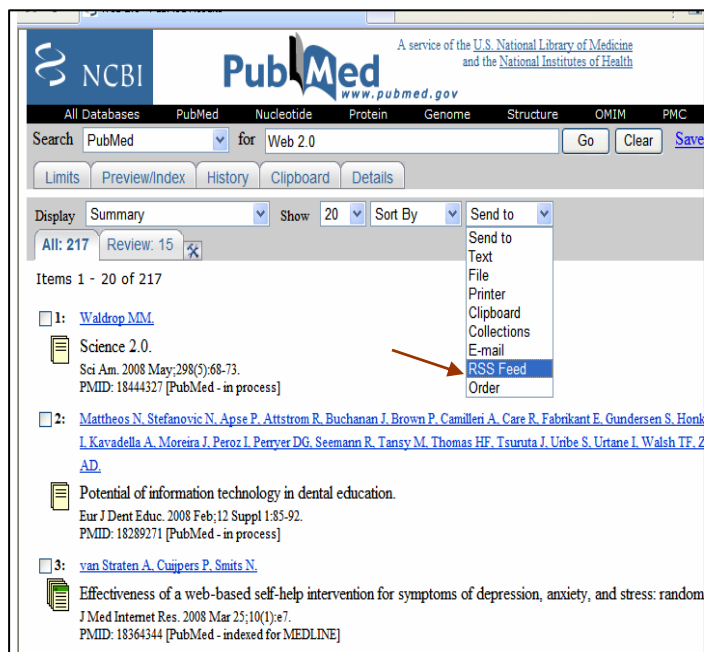 A service of the U.S. National Library of Medicine
and the National Institutes of Health
NCBI
PubMed
www.pubmed.gov
All Databases PubMed Nucleotide Protein Genome Structure OMIM PMC
Search PubMed for Web 2.0 Go Clear Save
Limits Preview/Index History Clipboard Details
Display Summary Show 20 Sort By Send to
All: 217 Review: 15
Send to
Text
File
Printer
Clipboard
Collections
E-mail
RSS Feed
Order
Items 1 - 20 of 217
1: Waldrop MM.
Science 2.0.
Sci Am. 2008 May;298(5):68-73.
PMID: 18444327 [PubMed - in process]
2: Mattheos N, Stefanovic N, Apse P, Attstrom R, Buchanan J, Brown P, Camilleri A, Care R, Fabrikant E, Gundersen S, Honk
I, Kavadella A, Moreira J, Peroz I, Perryer DG, Seemann R, Tansy M, Thomas HF, Tsuruta J, Uribe S, Urtane I, Walsh TF, Z
AD.
Potential of information technology in dental education.
Eur J Dent Educ. 2008 Feb;12 Suppl 1:85-92.
PMID: 18289271 [PubMed - in process]
3: van Straten A, Cuijpers P, Smits N.
Effectiveness of a web-based self-help intervention for symptoms of depression, anxiety, and stress: random
J Med Internet Res. 2008 Mar 25;10(1):e7.
PMID: 18364344 [PubMed - indexed for MEDLINE]